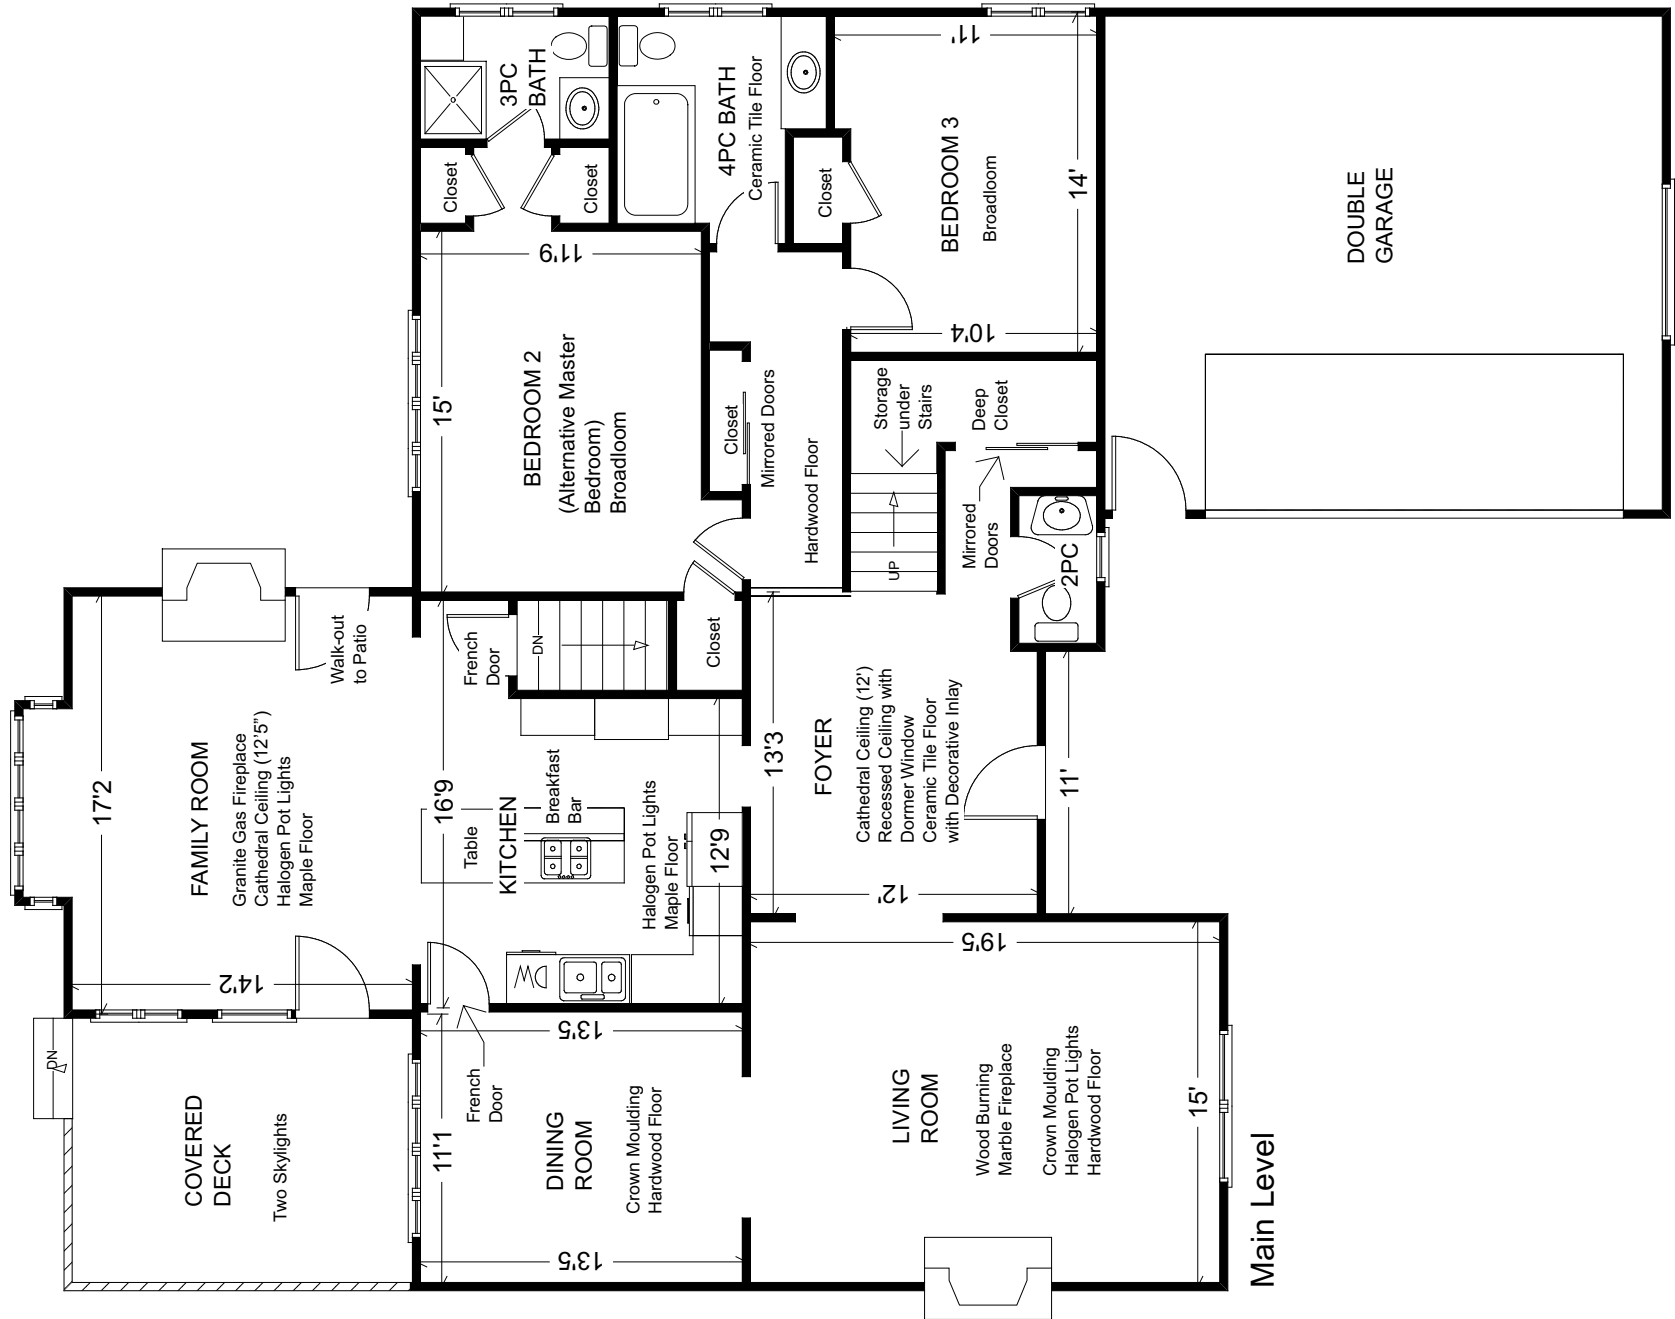 COVERED
DECK
Two Skylights
DN
FAMILY ROOM
Granite Gas Fireplace
Cathedral Ceiling (12'5")
Halogen Pot Lights
Maple Floor
17'2
14'2
Walk-out
to Patio
11'1
French
Door
DINING
ROOM
Crown Moulding
Hardwood Floor
13'5
13'5
16'9
Table
KITCHEN
Breakfast
Bar
Halogen Pot Lights
Maple Floor
DW
12'9
French
Door
DN
Closet
15'
BEDROOM 2
(Alternative Master
Bedroom)
Broadloom
11'9
Closet
Closet
3PC
BATH
4PC BATH
Ceramic Tile Floor
Closet
Mirrored Doors
Hardwood Floor
Closet
BEDROOM 3
Broadloom
11'
10'4
14'
13'3
FOYER
Cathedral Ceiling (12')
Recessed Ceiling with
Dormer Window
Ceramic Tile Floor
with Decorative Inlay
12'
11'
UP
Storage
under
Stairs
Deep
Closet
Mirrored
Doors
2PC
LIVING
ROOM
Wood Burning
Marble Fireplace
Crown Moulding
Halogen Pot Lights
Hardwood Floor
19'5
15'
DOUBLE
GARAGE
Main Level